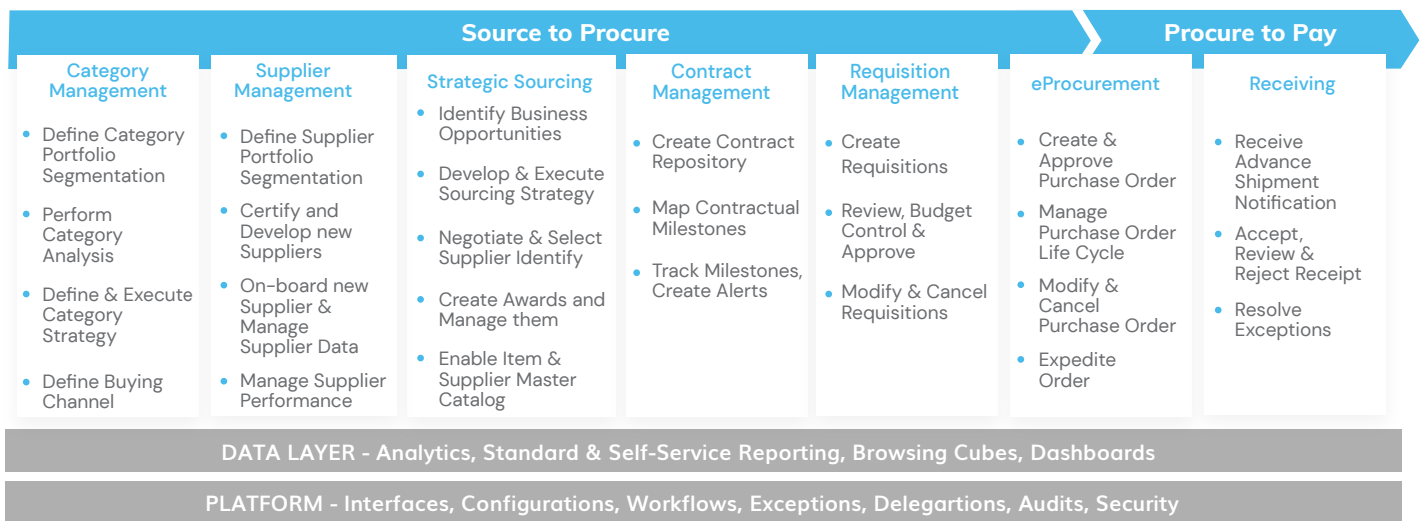 Source to Procure
Procure to Pay
Category
Management
• Define Category
Portfolio
Segmentation
• Perform
Category
Analysis
• Define & Execute
Category
Strategy
• Define Buying
Channel
Supplier
Management
• Define Supplier
Portfolio
Segmentation
• Certify and
Develop new
Suppliers
• On-board new
Supplier &
Manage
Supplier Data
• Manage Supplier
Performance
Strategic Sourcing
• Identify Business
Opportunities
• Develop & Execute
Sourcing Strategy
• Negotiate & Select
Supplier Identify
• Create Awards and
Manage them
• Enable Item &
Supplier Master
Catalog
Contract
Management
• Create Contract
Repository
• Map Contractual
Milestones
• Track Milestones,
Create Alerts
Requisition
Management
• Create
Requisitions
• Review, Budget
Control &
Approve
• Modify & Cancel
Requisitions
eProcurement
• Create &
Approve
Purchase Order
• Manage
Purchase Order
Life Cycle
• Modify &
Cancel
Purchase Order
• Expedite
Order
Receiving
• Receive
Advance
Shipment
Notification
• Accept,
Review &
Reject Receipt
• Resolve
Exceptions
DATA LAYER - Analytics, Standard & Self-Service Reporting, Browsing Cubes, Dashboards
PLATFORM - Interfaces, Configurations, Workflows, Exceptions, Delegartions, Audits, Security